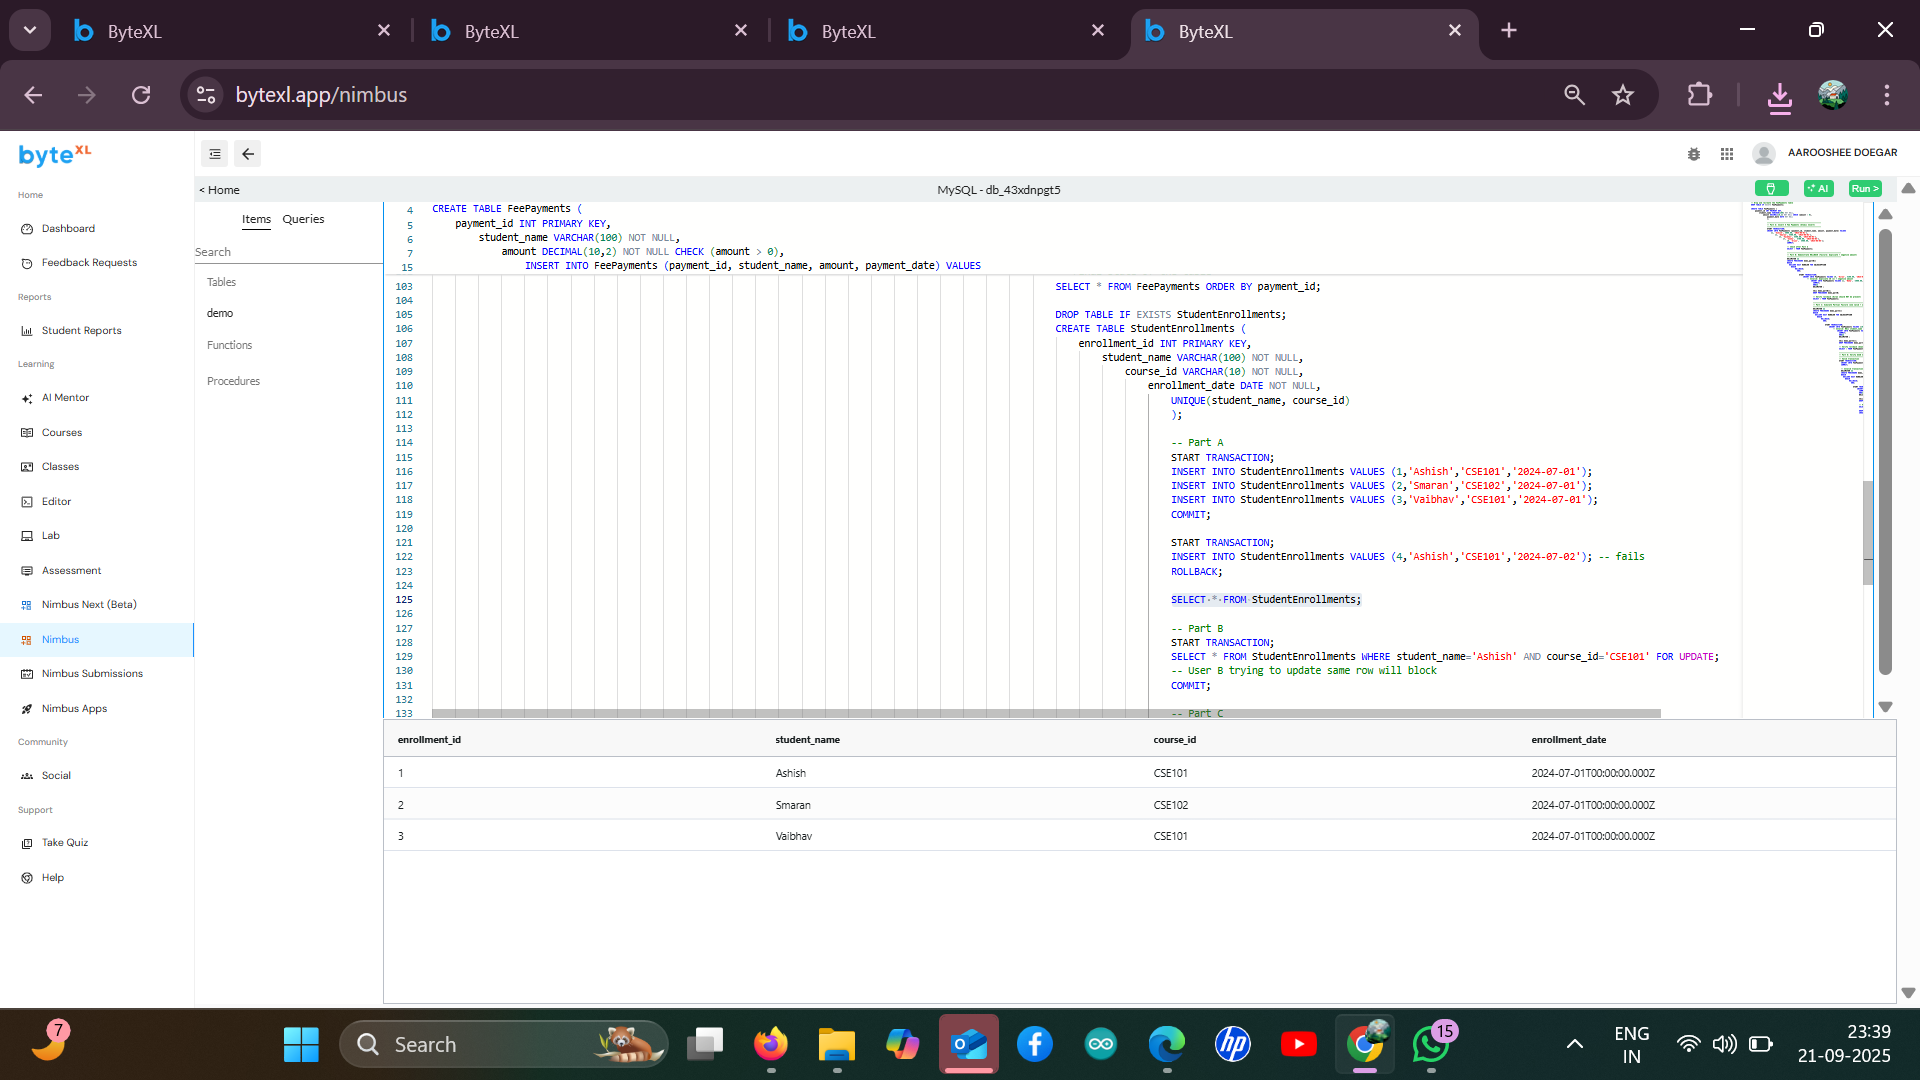 ByteXL
ByteXL
ByteXL
ByteXL
bytexl.app/nimbus
byteXL
AAROOSHEE DOEGAR
< Home
MySQL - db_43xdnpgt5
AI
Run >
Home
Dashboard
Feedback Requests
Reports
Student Reports
Learning
AI Mentor
Courses
Classes
Editor
Lab
Assessment
Nimbus Next (Beta)
Nimbus
Nimbus Submissions
Nimbus Apps
Community
Social
Support
Take Quiz
Help
Items Queries
Search
Tables
demo
Functions
Procedures
4 CREATE TABLE FeePayments (
5 payment_id INT PRIMARY KEY,
6 student_name VARCHAR(100) NOT NULL,
7 amount DECIMAL(10,2) NOT NULL CHECK (amount > 0),
15 INSERT INTO FeePayments (payment_id, student_name, amount, payment_date) VALUES
103 SELECT * FROM FeePayments ORDER BY payment_id;
104
105 DROP TABLE IF EXISTS StudentEnrollments;
106 CREATE TABLE StudentEnrollments (
107 enrollment_id INT PRIMARY KEY,
108 student_name VARCHAR(100) NOT NULL,
109 course_id VARCHAR(10) NOT NULL,
110 enrollment_date DATE NOT NULL,
111 UNIQUE(student_name, course_id)
112 );
113
114 -- Part A
115 START TRANSACTION;
116 INSERT INTO StudentEnrollments VALUES (1,'Ashish','CSE101','2024-07-01');
117 INSERT INTO StudentEnrollments VALUES (2,'Smaran','CSE102','2024-07-01');
118 INSERT INTO StudentEnrollments VALUES (3,'Vaibhav','CSE101','2024-07-01');
119 COMMIT;
120
121 START TRANSACTION;
122 INSERT INTO StudentEnrollments VALUES (4,'Ashish','CSE101','2024-07-02'); -- fails
123 ROLLBACK;
124
125 SELECT * FROM StudentEnrollments;
126
127 -- Part B
128 START TRANSACTION;
129 SELECT * FROM StudentEnrollments WHERE student_name='Ashish' AND course_id='CSE101' FOR UPDATE;
130 -- User B trying to update same row will block
131 COMMIT;
132
133 -- Part C
enrollment_id student_name course_id enrollment_date
1 Ashish CSE101 2024-07-01T00:00:00.000Z
2 Smaran CSE102 2024-07-01T00:00:00.000Z
3 Vaibhav CSE101 2024-07-01T00:00:00.000Z
7
Search
hp
15
ENG
IN
23:39
21-09-2025